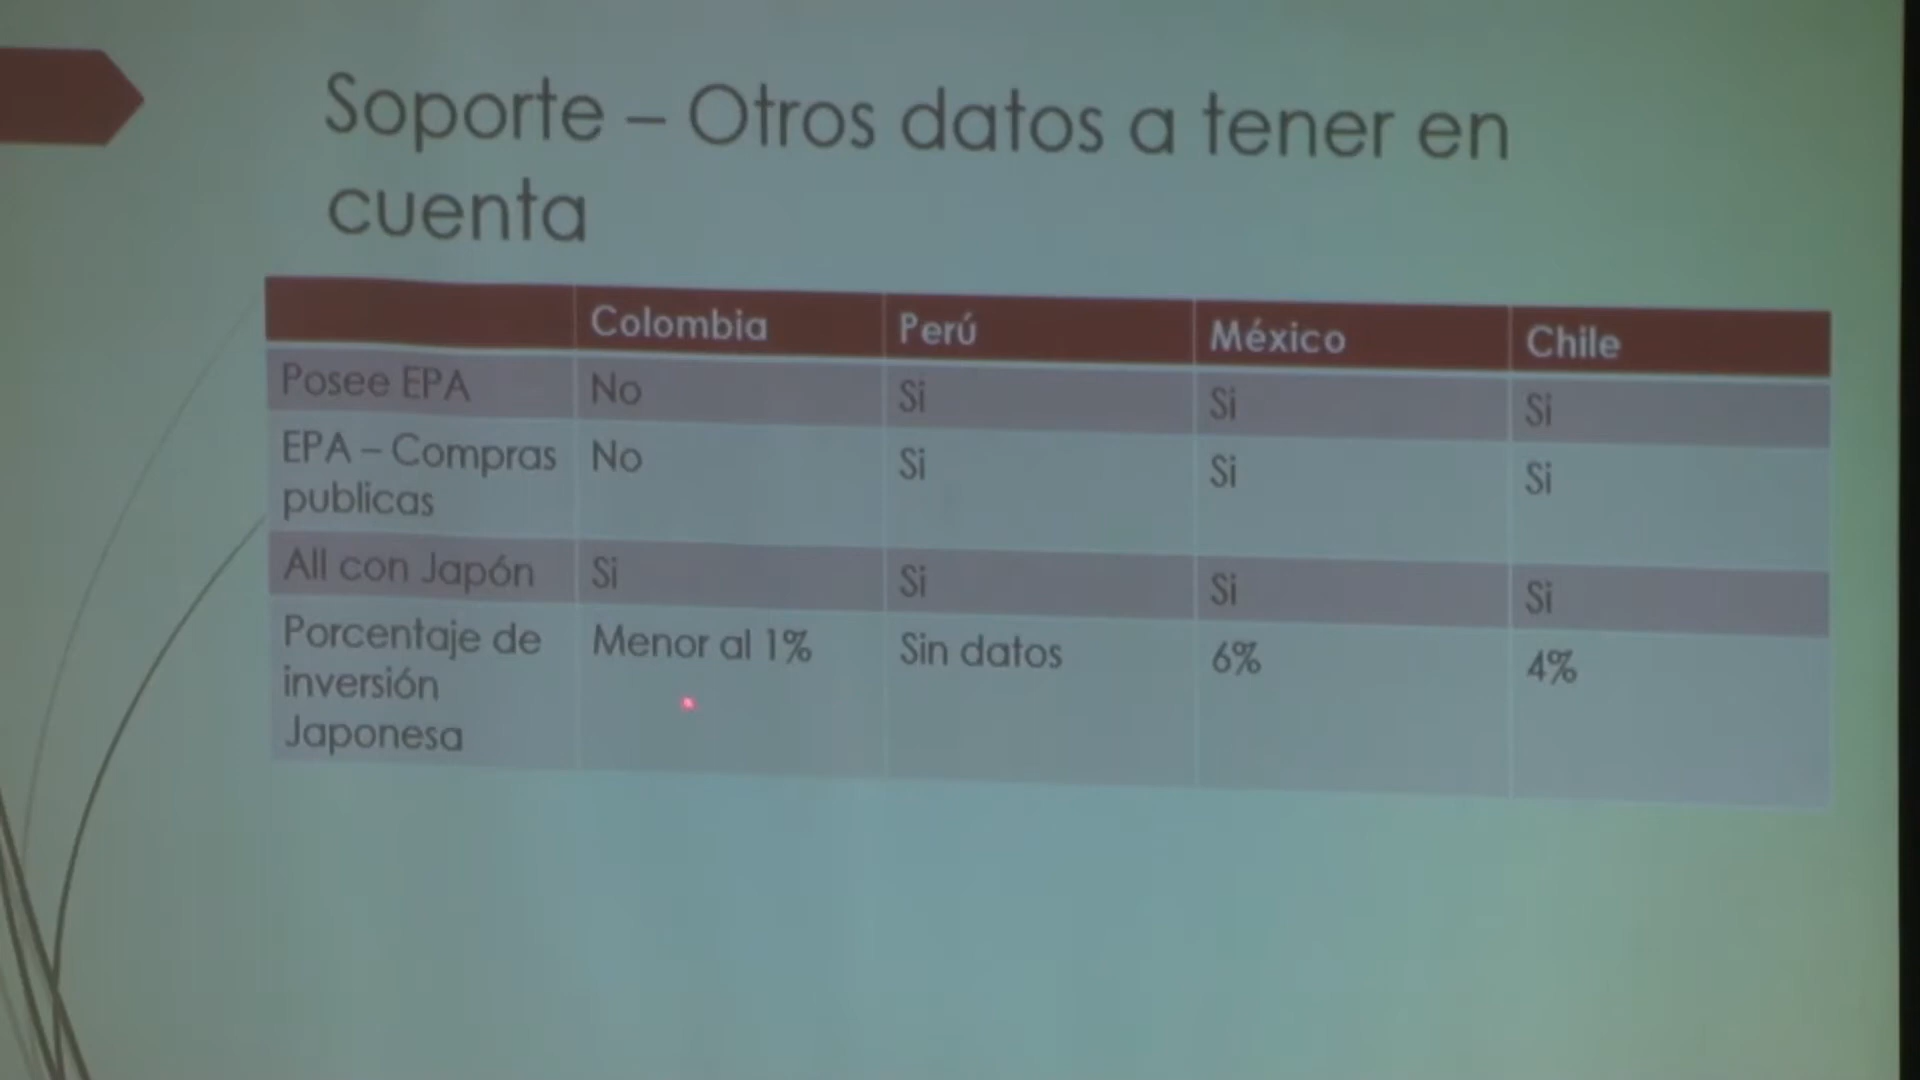 Soporte – Otros datos a tener en
cuenta
Colombia Perú México Chile
Posee EPA No Si Si Si
EPA – Compras No Si Si Si
publicas
AII con Japón Si Si Si Si
Porcentaje de Menor al 1% Sin datos 6% 4%
inversión
Japonesa